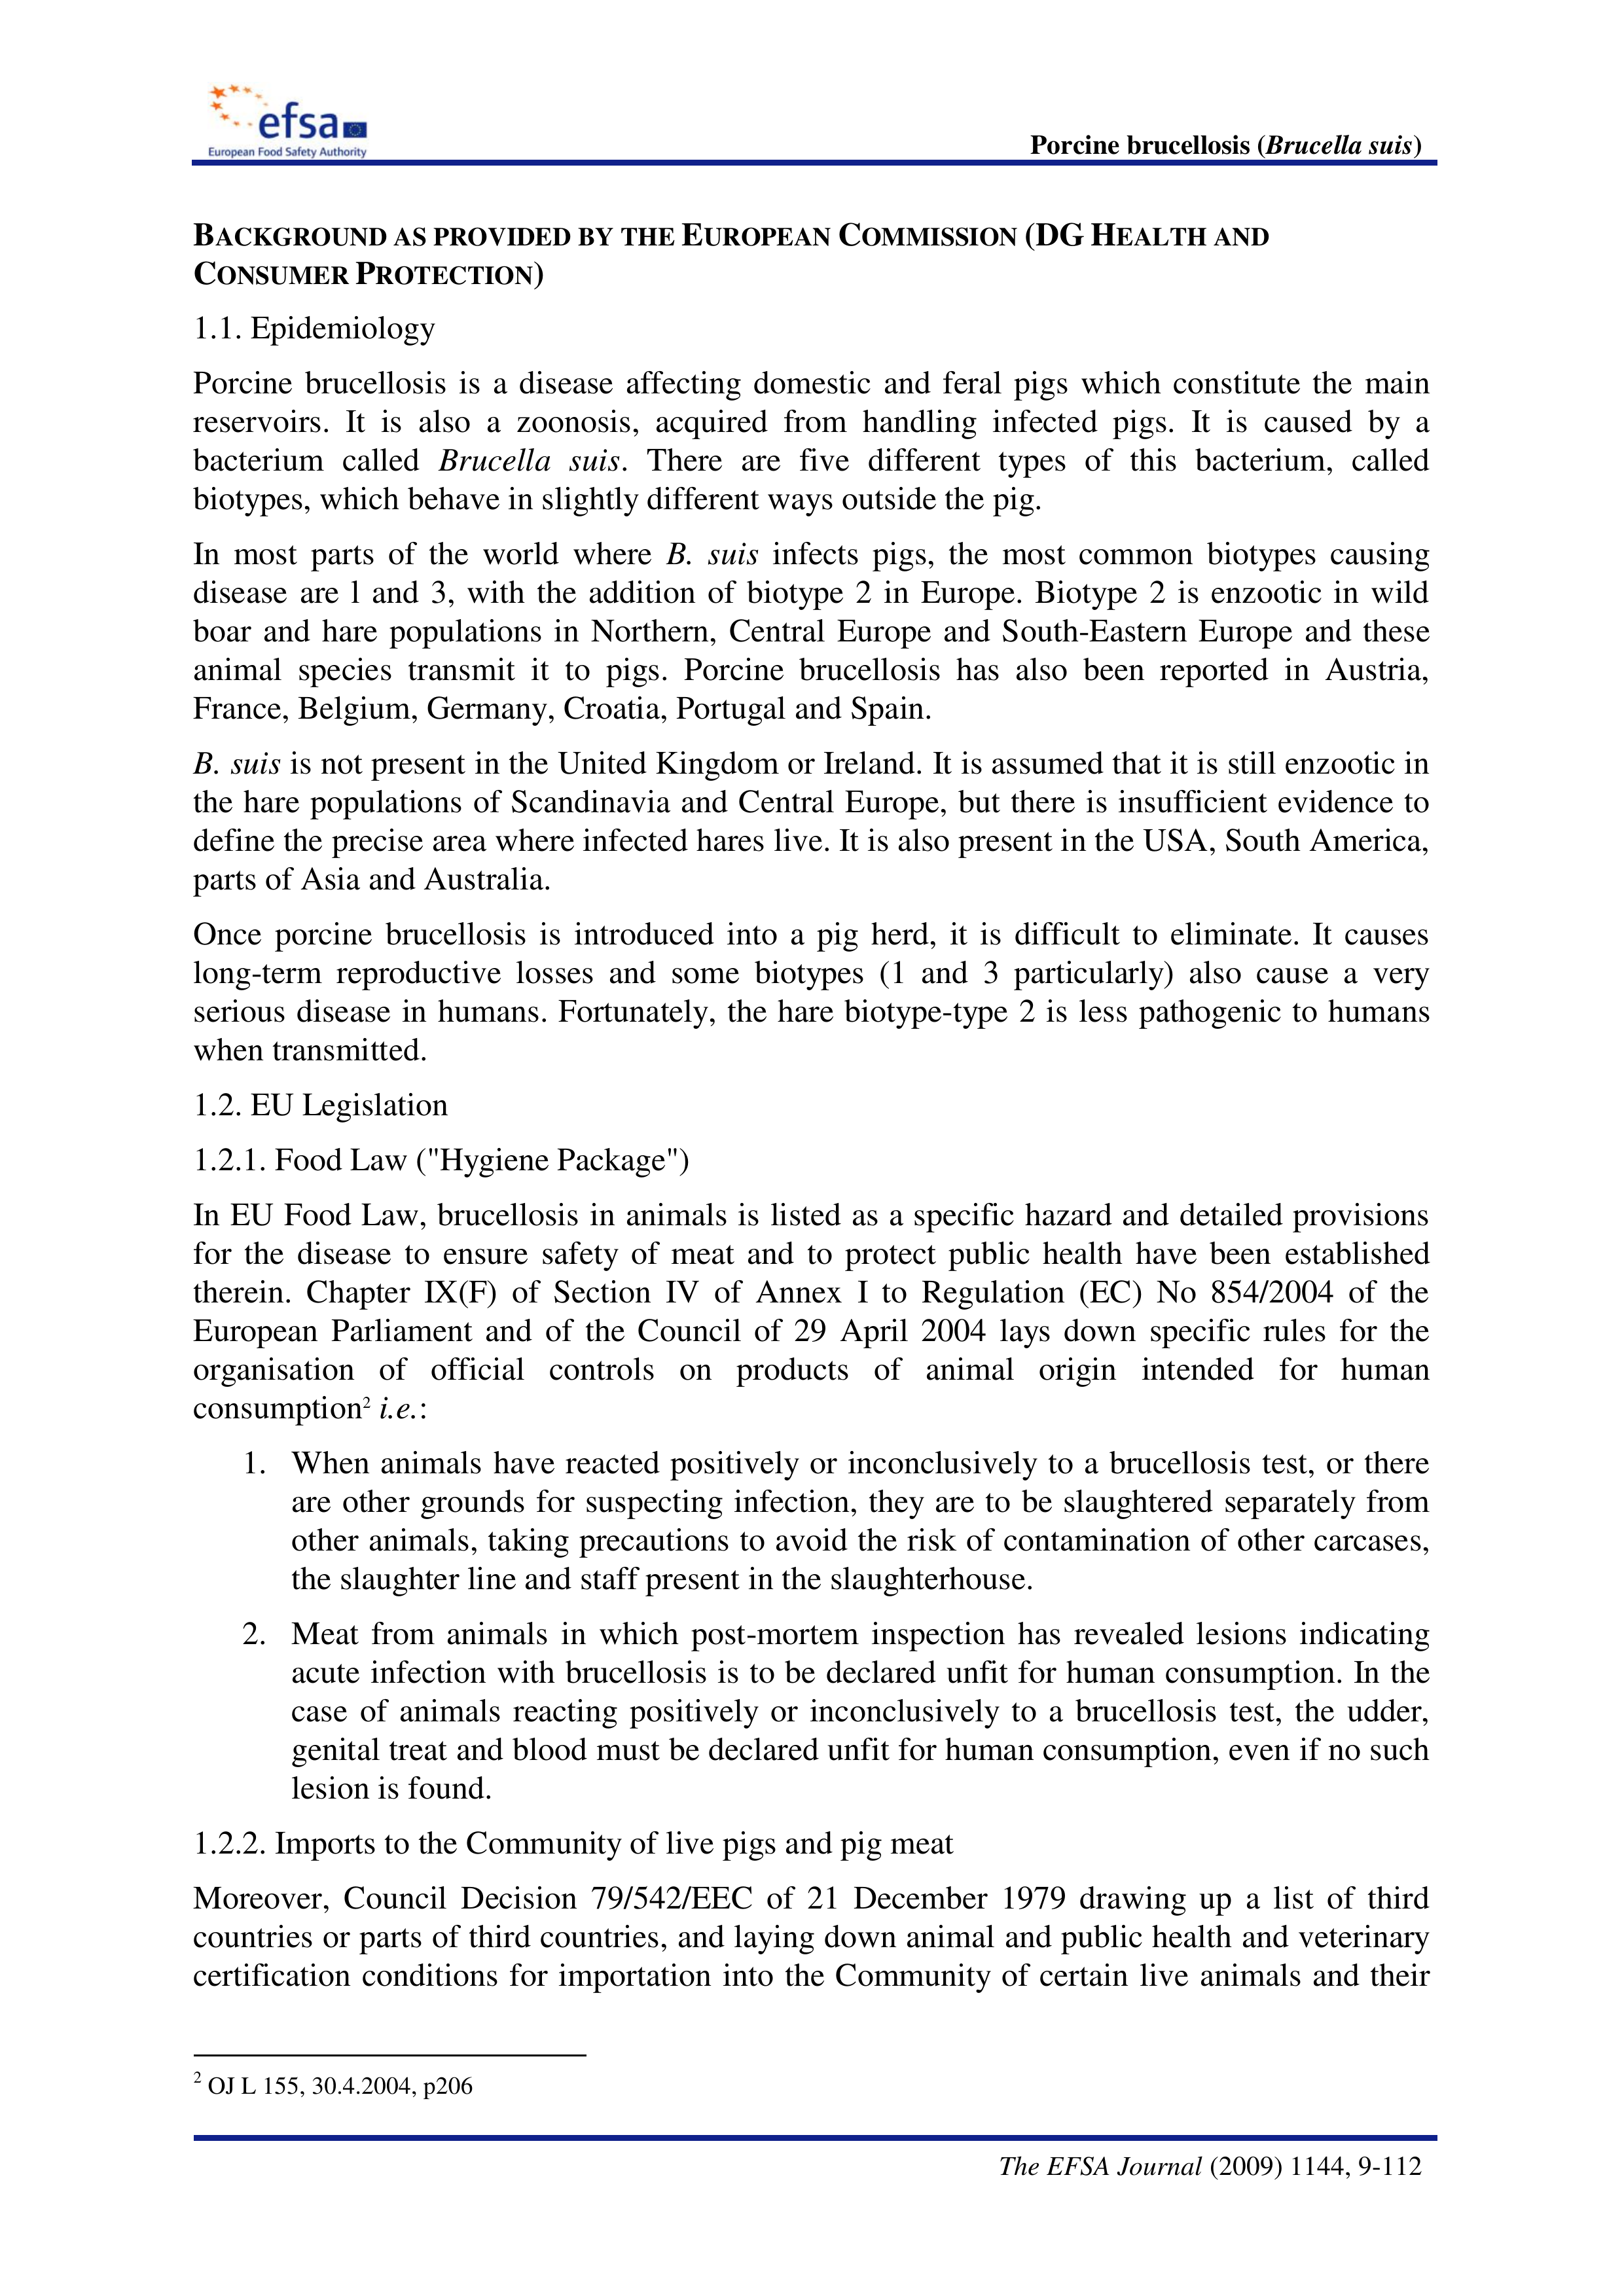 efsa
European Food Safety Authority
Porcine brucellosis (Brucella suis)
BACKGROUND AS PROVIDED BY THE EUROPEAN COMMISSION (DG HEALTH AND
CONSUMER PROTECTION)
1.1. Epidemiology
Porcine brucellosis is a disease affecting domestic and feral pigs which constitute the main
reservoirs. It is also a zoonosis, acquired from handling infected pigs. It is caused by a
bacterium called Brucella suis. There are five different types of this bacterium, called
biotypes, which behave in slightly different ways outside the pig.
In most parts of the world where B. suis infects pigs, the most common biotypes causing
disease are l and 3, with the addition of biotype 2 in Europe. Biotype 2 is enzootic in wild
boar and hare populations in Northern, Central Europe and South-Eastern Europe and these
animal species transmit it to pigs. Porcine brucellosis has also been reported in Austria,
France, Belgium, Germany, Croatia, Portugal and Spain.
B. suis is not present in the United Kingdom or Ireland. It is assumed that it is still enzootic in
the hare populations of Scandinavia and Central Europe, but there is insufficient evidence to
define the precise area where infected hares live. It is also present in the USA, South America,
parts of Asia and Australia.
Once porcine brucellosis is introduced into a pig herd, it is difficult to eliminate. It causes
long-term reproductive losses and some biotypes (1 and 3 particularly) also cause a very
serious disease in humans. Fortunately, the hare biotype-type 2 is less pathogenic to humans
when transmitted.
1.2. EU Legislation
1.2.1. Food Law ("Hygiene Package")
In EU Food Law, brucellosis in animals is listed as a specific hazard and detailed provisions
for the disease to ensure safety of meat and to protect public health have been established
therein. Chapter IX(F) of Section IV of Annex I to Regulation (EC) No 854/2004 of the
European Parliament and of the Council of 29 April 2004 lays down specific rules for the
organisation of official controls on products of animal origin intended for human
consumption² i.e.:
1. When animals have reacted positively or inconclusively to a brucellosis test, or there
are other grounds for suspecting infection, they are to be slaughtered separately from
other animals, taking precautions to avoid the risk of contamination of other carcases,
the slaughter line and staff present in the slaughterhouse.
2. Meat from animals in which post-mortem inspection has revealed lesions indicating
acute infection with brucellosis is to be declared unfit for human consumption. In the
case of animals reacting positively or inconclusively to a brucellosis test, the udder,
genital treat and blood must be declared unfit for human consumption, even if no such
lesion is found.
1.2.2. Imports to the Community of live pigs and pig meat
Moreover, Council Decision 79/542/EEC of 21 December 1979 drawing up a list of third
countries or parts of third countries, and laying down animal and public health and veterinary
certification conditions for importation into the Community of certain live animals and their
² OJ L 155, 30.4.2004, p206
The EFSA Journal (2009) 1144, 9-112